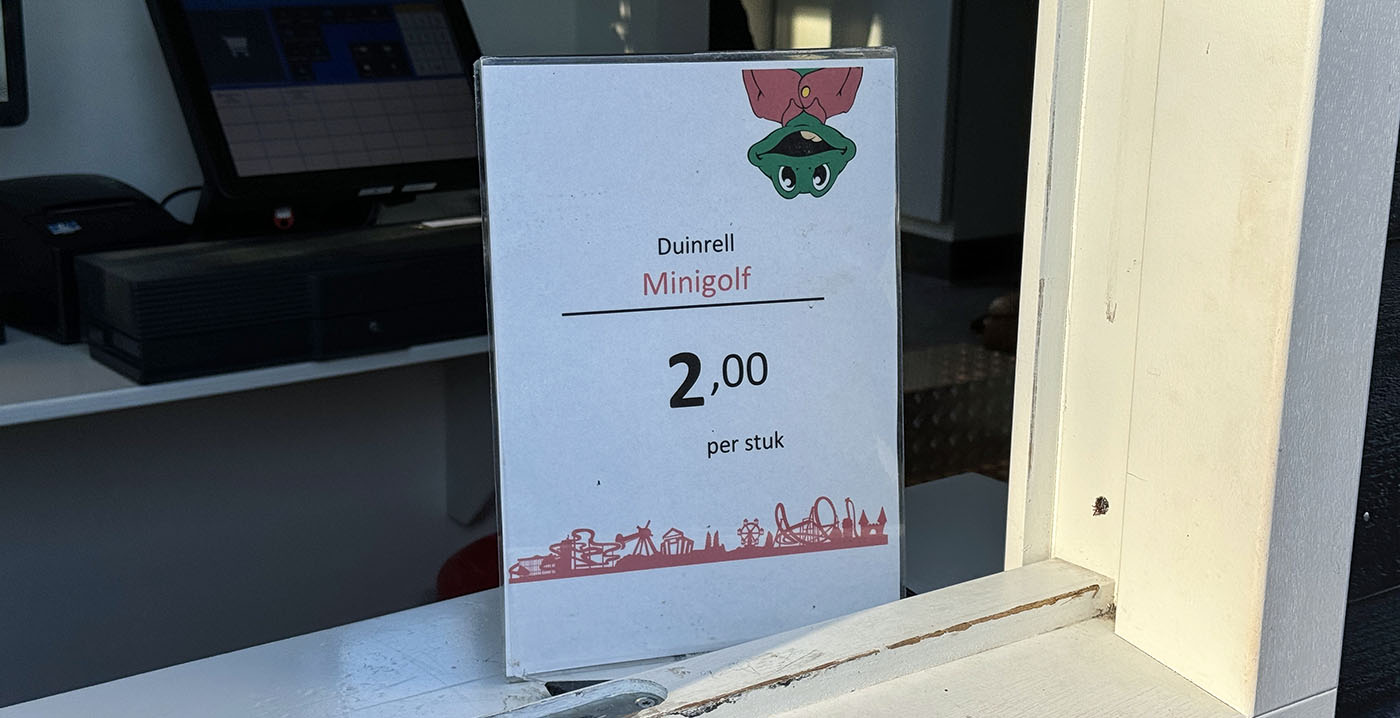 Duinrell
Minigolf
2,00
per stuk